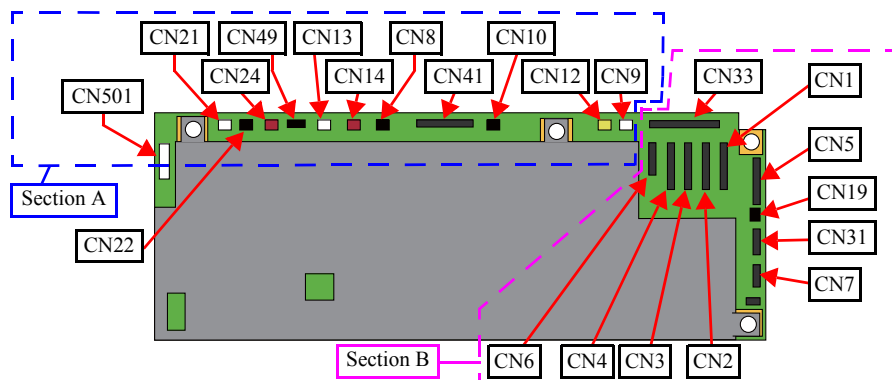 CN21
CN49
CN13
CN8
CN10
CN24
CN14
CN41
CN12
CN9
CN33
CN1
CN501
CN5
Section A
CN19
CN22
CN31
CN7
Section B
CN6
CN4
CN3
CN2